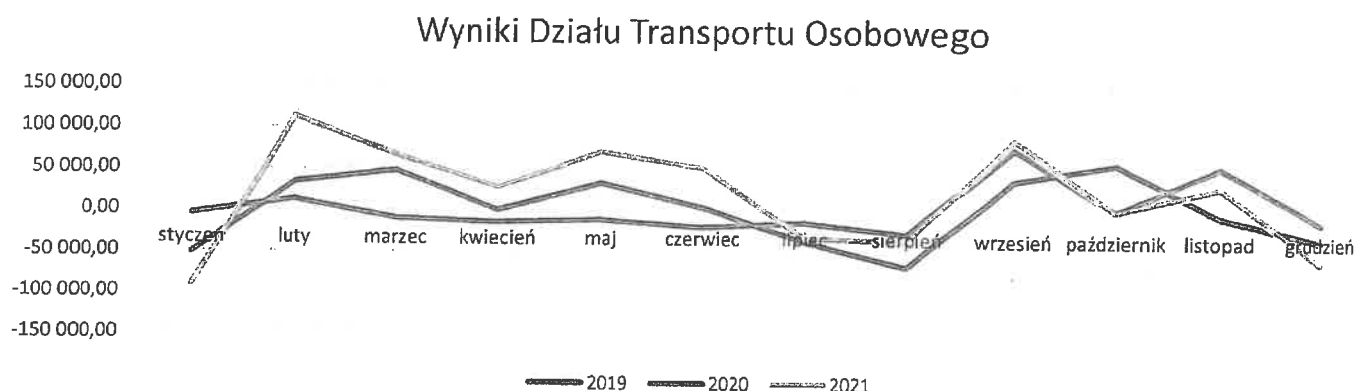 Wyniki Działu Transportu Osobowego
150 000,00
100 000,00
50 000,00
0,00
-50 000,00
-100 000,00
-150 000,00
styczeń luty marzec kwiecień maj czerwiec lipiec sierpień wrzesień październik listopad grudzień
2019 2020 2021